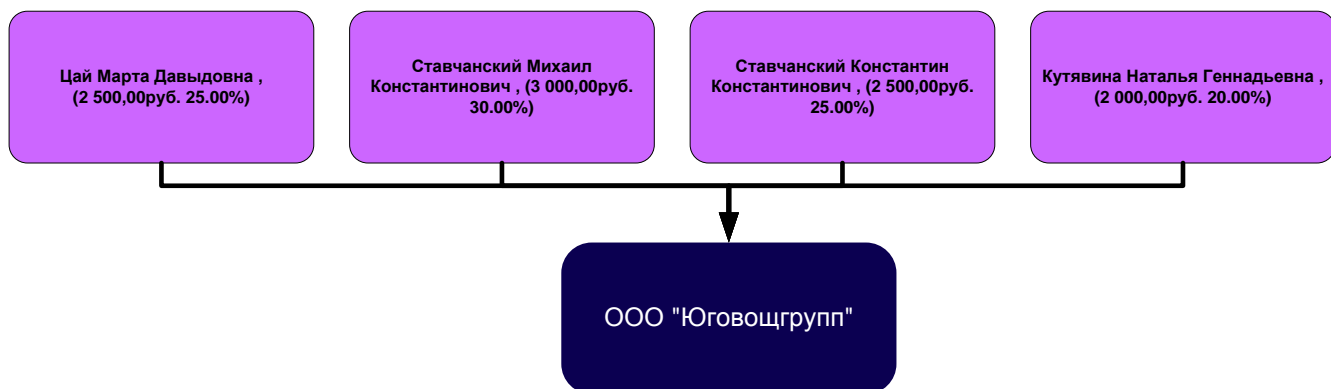 Цай Марта Давыдовна ,
(2 500,00руб. 25.00%)
Ставчанский Михаил
Константинович , (3 000,00руб.
30.00%)
Ставчанский Константин
Константинович , (2 500,00руб.
25.00%)
Кутявина Наталья Геннадьевна ,
(2 000,00руб. 20.00%)
ООО "Юговощгрупп"